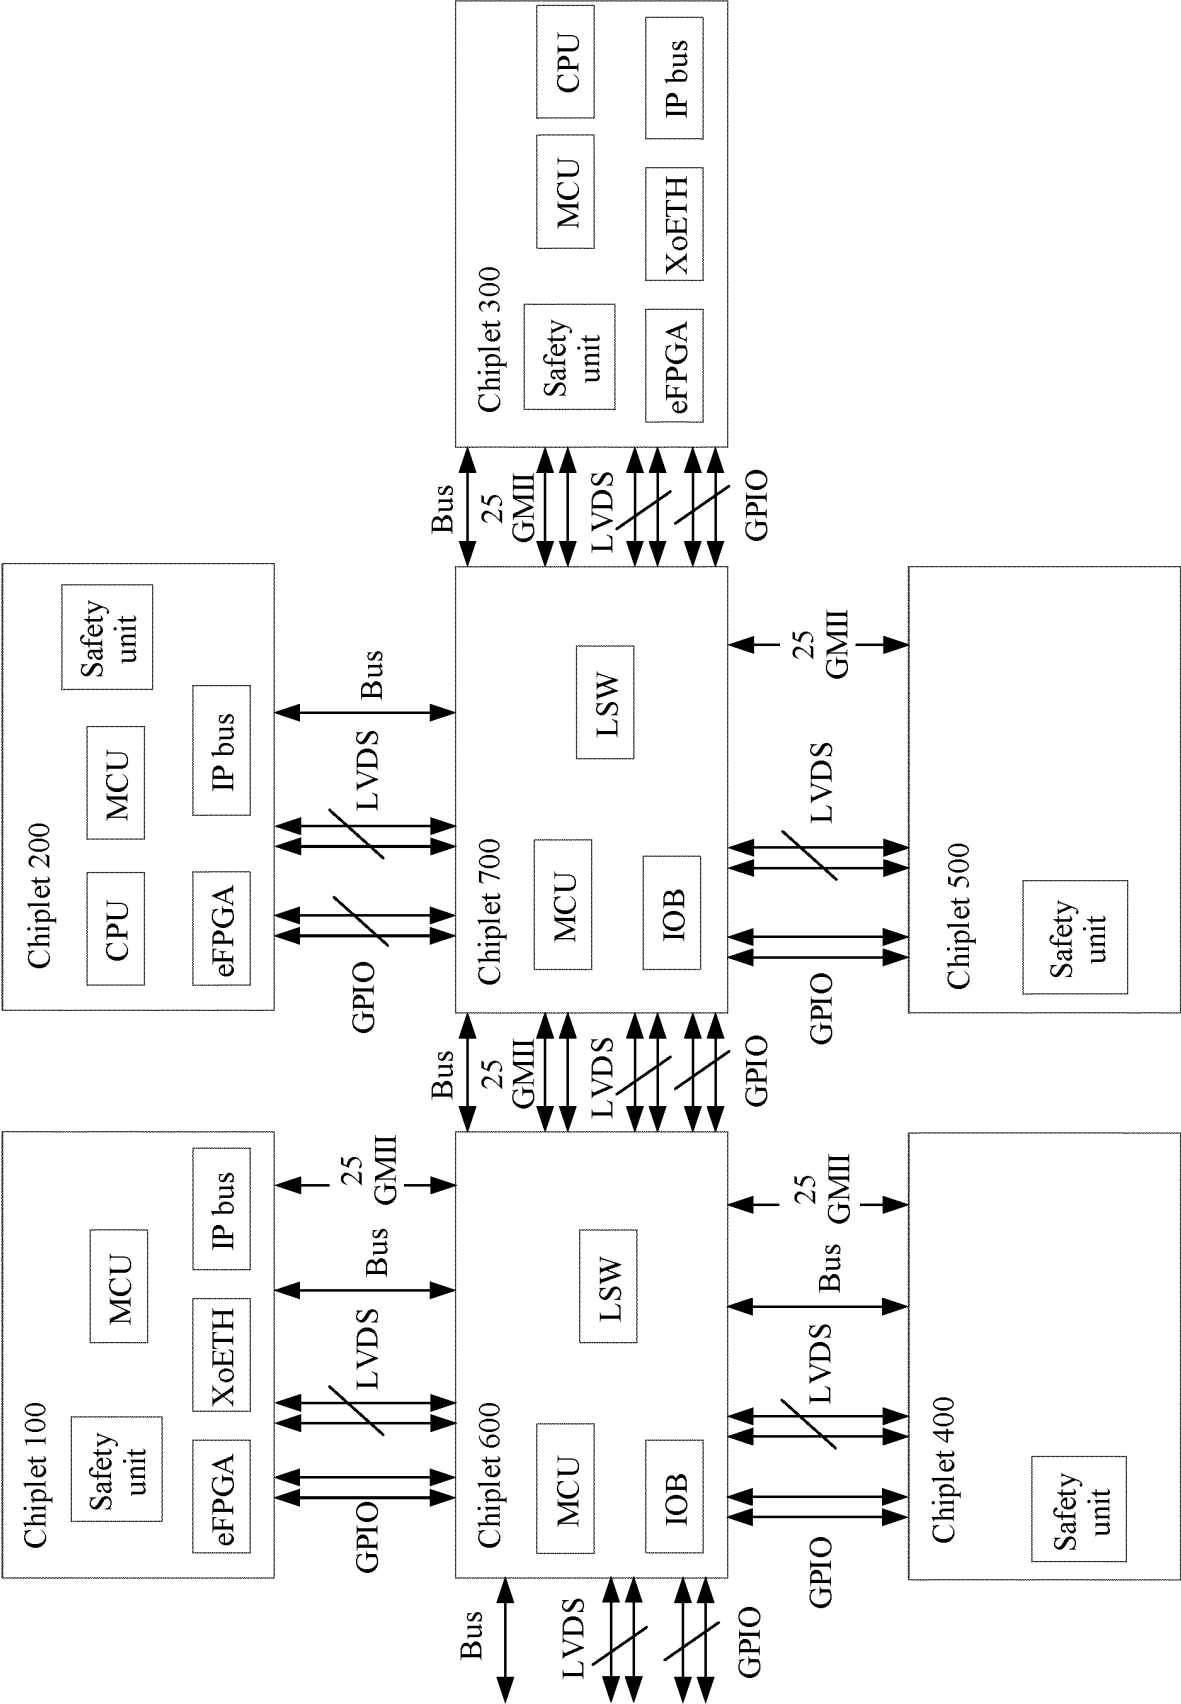 Chiplet 100
Safety
unit
MCU
eFPGA
XoETH
IP bus
GPIO
LVDS
Bus
25
GMII
Chiplet 200
CPU
MCU
Safety
unit
eFPGA
IP bus
GPIO
LVDS
Bus
Bus
LVDS
GPIO
Chiplet 600
MCU
LSW
IOB
Bus
25
GMII
LVDS
GPIO
Chiplet 700
MCU
LSW
IOB
Bus
25
GMII
LVDS
GPIO
Chiplet 300
Safety
unit
MCU
CPU
eFPGA
XoETH
IP bus
GPIO
LVDS
Bus
25
GMII
Chiplet 400
Safety
unit
GPIO
LVDS
25
GMII
Chiplet 500
Safety
unit